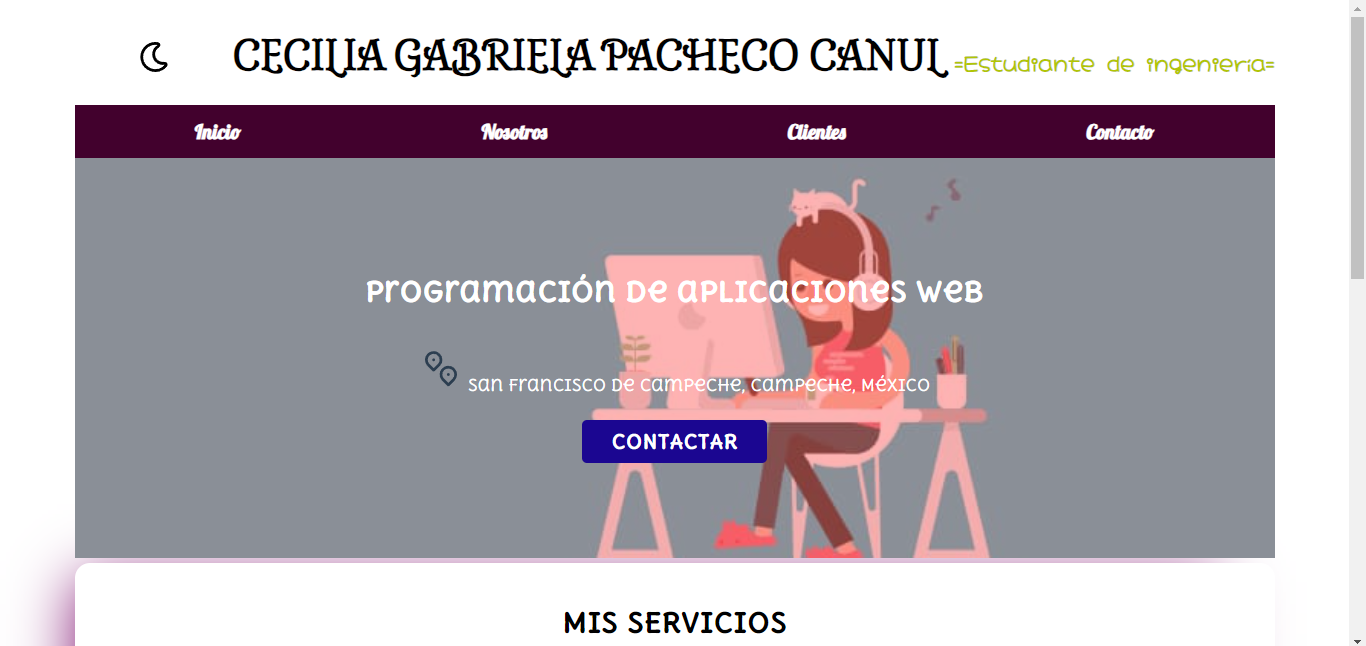 CECILIA GABRIELA PACHECO CANUL =Estudiante de ingeniería=
Inicio Nosotros Clientes Contacto
Programación de aplicaciones web
San Francisco de Campeche, Campeche, México
CONTACTAR
MIS SERVICIOS